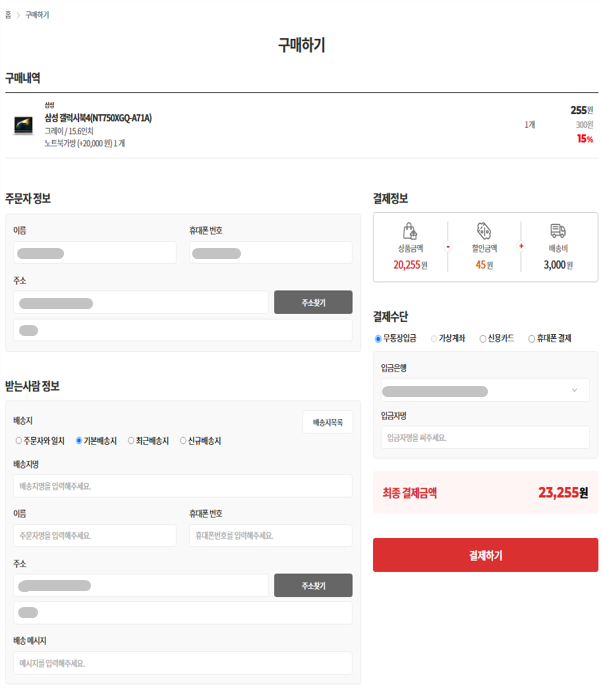 홈 > 구매하기
구매하기
구매내역
삼성
삼성 갤럭시북4(NT750XGQ-A71A)
그레이 / 15.6인치
노트북가방 (+20,000 원) 1 개
1개
255원
300원
15%
주문자 정보
이름
휴대폰 번호
주소
주소찾기
받는사람 정보
배송지
배송지목록
주문자와 일치 기본배송지 최근배송지 신규배송지
배송지명
배송지명을 입력해주세요.
이름
휴대폰 번호
주문자명을 입력해주세요.
휴대폰번호를 입력해주세요.
주소
주소찾기
배송 메시지
메시지를 입력해주세요.
결제정보
상품금액 - 할인금액 + 배송비
20,255 원 45 원 3,000 원
결제수단
무통장입금 가상계좌 신용카드 휴대폰 결제
입금은행
입금자명
입금자명을 써주세요.
최종 결제금액 23,255원
결제하기